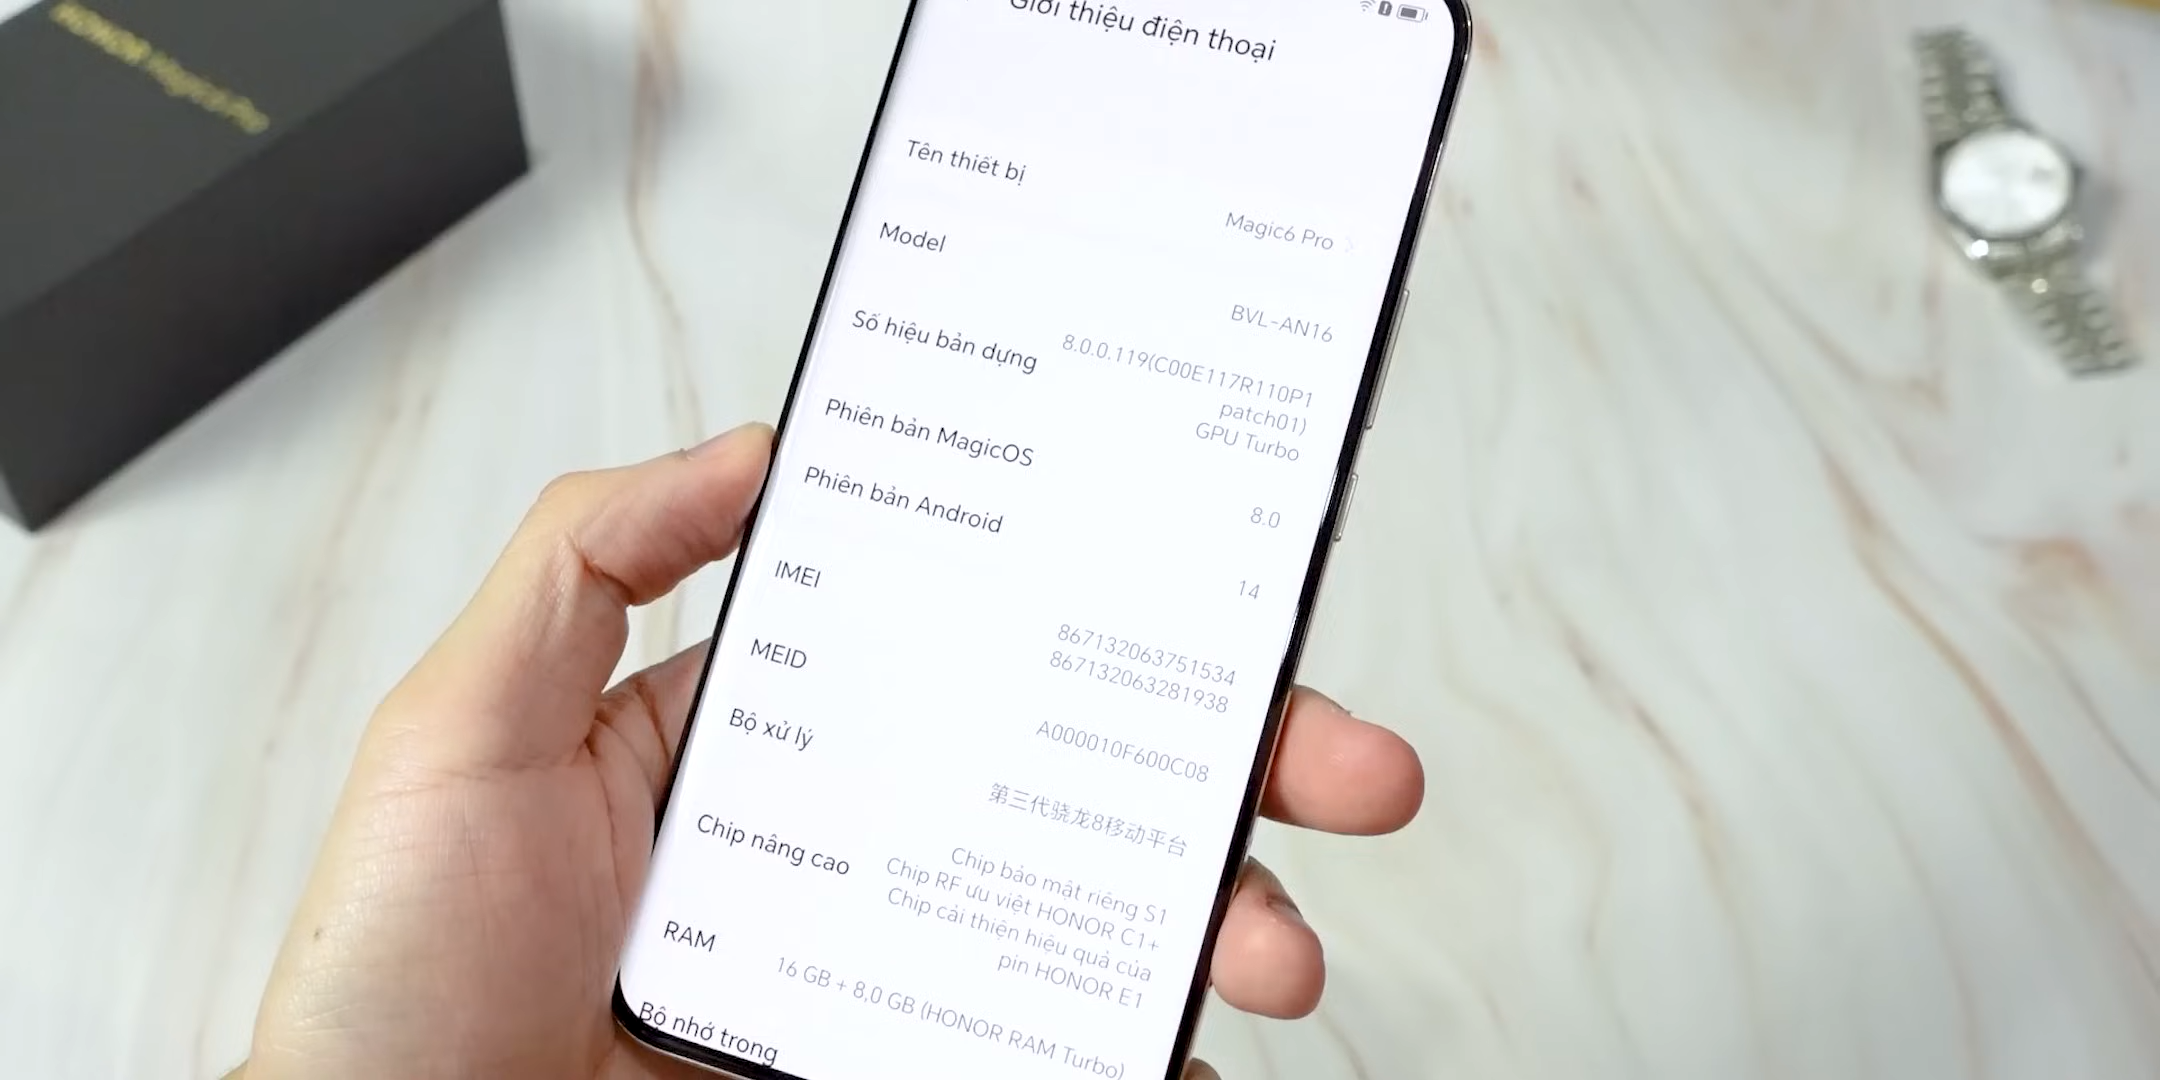 HONOR Magic6 Pro
Giới thiệu điện thoại
Tên thiết bị
Magic6 Pro
Model
BVL-AN16
Số hiệu bản dựng
8.0.0.119(C00E117R110P1
patch01)
GPU Turbo
Phiên bản MagicOS
8.0
Phiên bản Android
14
IMEI
867132063751534
867132063281938
MEID
A000010F600C08
Bộ xử lý
第三代骁龙8移动平台
Chip nâng cao
Chip bảo mật riêng S1
Chip RF ưu việt HONOR C1+
Chip cải thiện hiệu quả của
pin HONOR E1
RAM
16 GB + 8,0 GB (HONOR RAM Turbo)
Bộ nhớ trong